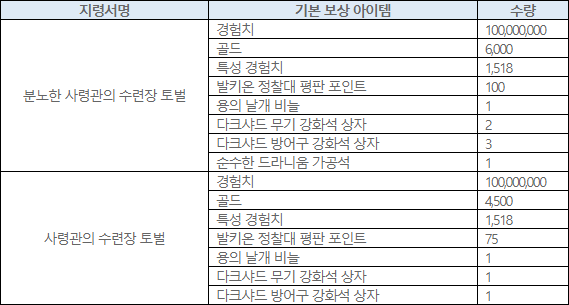 지령서명 기본 보상 아이템 수량
분노한 사령관의 수련장 토벌
경험치 100,000,000
골드 6,000
특성 경험치 1,518
발키온 정찰대 평판 포인트 100
용의 날개 비늘 1
다크샤드 무기 강화석 상자 2
다크샤드 방어구 강화석 상자 3
순수한 드라니움 가공석 1
사령관의 수련장 토벌
경험치 100,000,000
골드 4,500
특성 경험치 1,518
발키온 정찰대 평판 포인트 75
용의 날개 비늘 1
다크샤드 무기 강화석 상자 1
다크샤드 방어구 강화석 상자 1